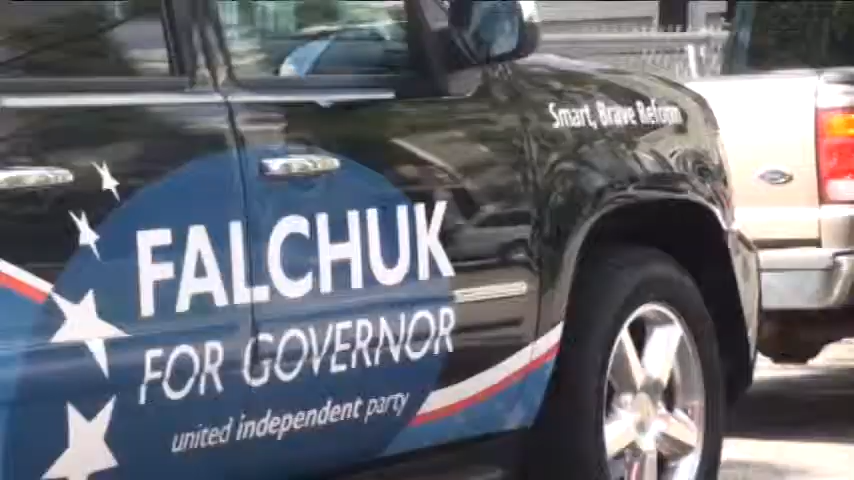 Smart, Brave Reform
FALCHUK
FOR GOVERNOR
united independent party